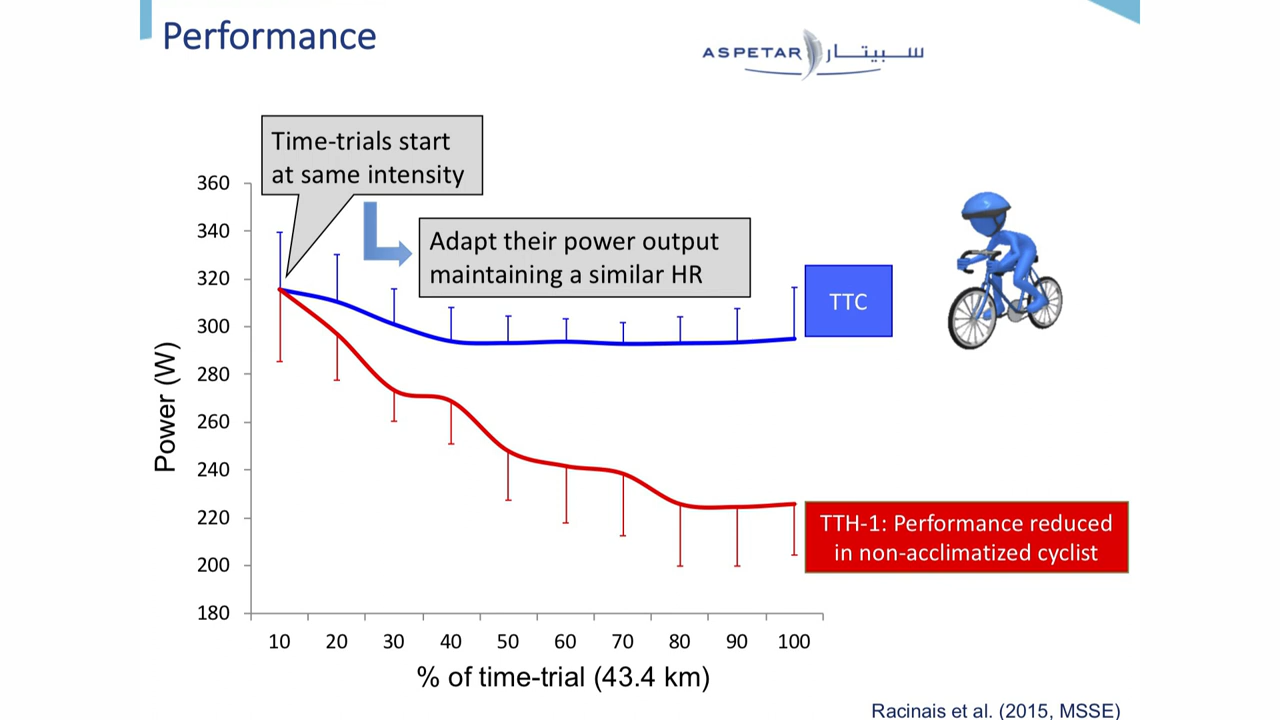 Performance
ASPETAR سبيتار
Time-trials start
at same intensity
Adapt their power output
maintaining a similar HR
360
340
320
300
280
260
240
220
200
180
Power (W)
TTC
TTH-1: Performance reduced
in non-acclimatized cyclist
10 20 30 40 50 60 70 80 90 100
% of time-trial (43.4 km)
Racinais et al. (2015, MSSE)